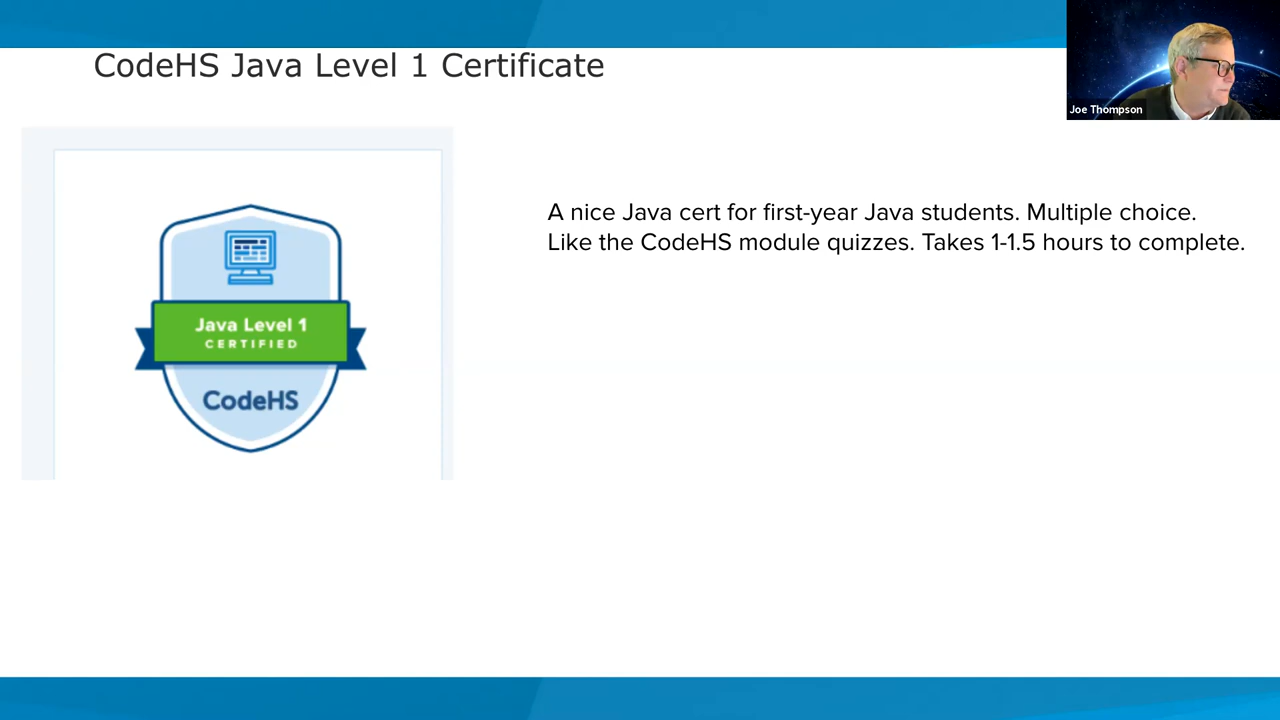 CodeHS Java Level 1 Certificate
Joe Thompson
A nice Java cert for first-year Java students. Multiple choice.
Like the CodeHS module quizzes. Takes 1-1.5 hours to complete.
Java Level 1
CERTIFIED
CodeHS